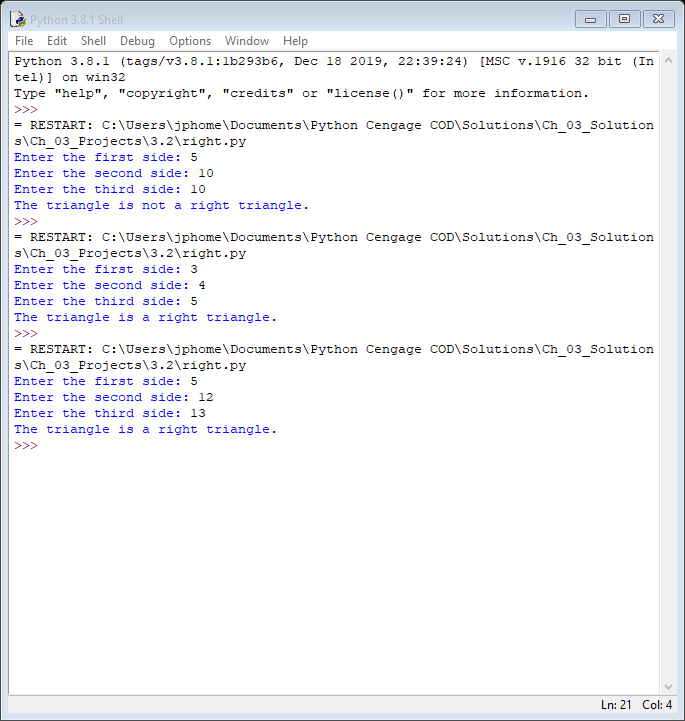 Python 3.8.1 Shell
File Edit Shell Debug Options Window Help
Python 3.8.1 (tags/v3.8.1:1b293b6, Dec 18 2019, 22:39:24) [MSC v.1916 32 bit (In
tel)] on win32
Type "help", "copyright", "credits" or "license()" for more information.
>>>
= RESTART: C:\Users\jphome\Documents\Python Cengage COD\Solutions\Ch_03_Solution
s\Ch_03_Projects\3.2\right.py
Enter the first side: 5
Enter the second side: 10
Enter the third side: 10
The triangle is not a right triangle.
>>>
= RESTART: C:\Users\jphome\Documents\Python Cengage COD\Solutions\Ch_03_Solution
s\Ch_03_Projects\3.2\right.py
Enter the first side: 3
Enter the second side: 4
Enter the third side: 5
The triangle is a right triangle.
>>>
= RESTART: C:\Users\jphome\Documents\Python Cengage COD\Solutions\Ch_03_Solution
s\Ch_03_Projects\3.2\right.py
Enter the first side: 5
Enter the second side: 12
Enter the third side: 13
The triangle is a right triangle.
>>>
Ln: 21 Col: 4